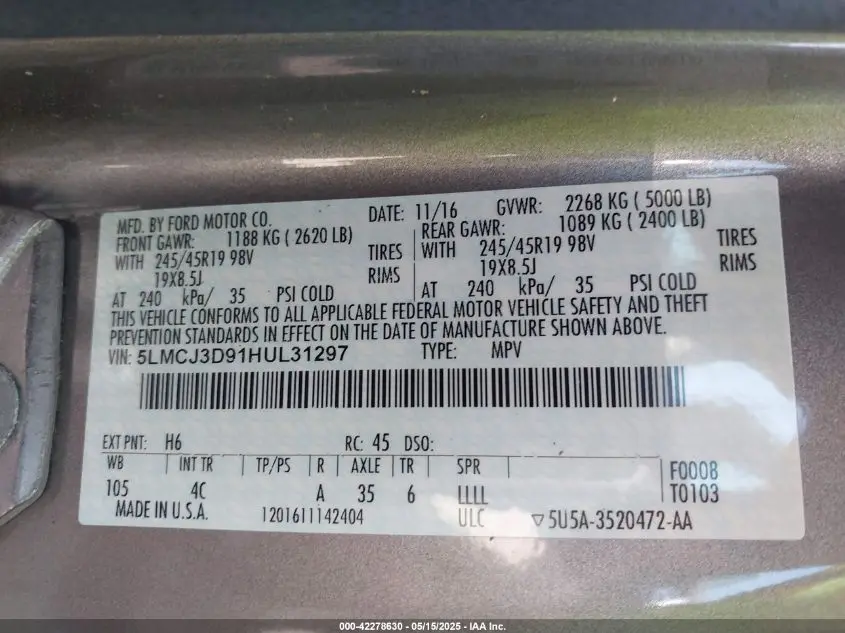 MFD. BY FORD MOTOR CO. DATE: 11/16 GVWR: 2268 KG ( 5000 LB)
FRONT GAWR: 1188 KG ( 2620 LB) REAR GAWR: 1089 KG ( 2400 LB)
WITH 245/45R19 98V TIRES WITH 245/45R19 98V TIRES
19X8.5J RIMS 19X8.5J RIMS
AT 240 kPa/ 35 PSI COLD AT 240 kPa/ 35 PSI COLD
THIS VEHICLE CONFORMS TO ALL APPLICABLE FEDERAL MOTOR VEHICLE SAFETY AND THEFT
PREVENTION STANDARDS IN EFFECT ON THE DATE OF MANUFACTURE SHOWN ABOVE.
VIN: 5LMCJ3D91HUL31297 TYPE: MPV
EXT PNT: H6 RC: 45 DSO:
WB INT TR TP/PS R AXLE TR SPR F0008
105 4C A 35 6 LLLL T0103
MADE IN U.S.A. 1201611142404 ULC ▽5U5A-3520472-AA
000-42278630 - 05/15/2025 - IAA Inc.